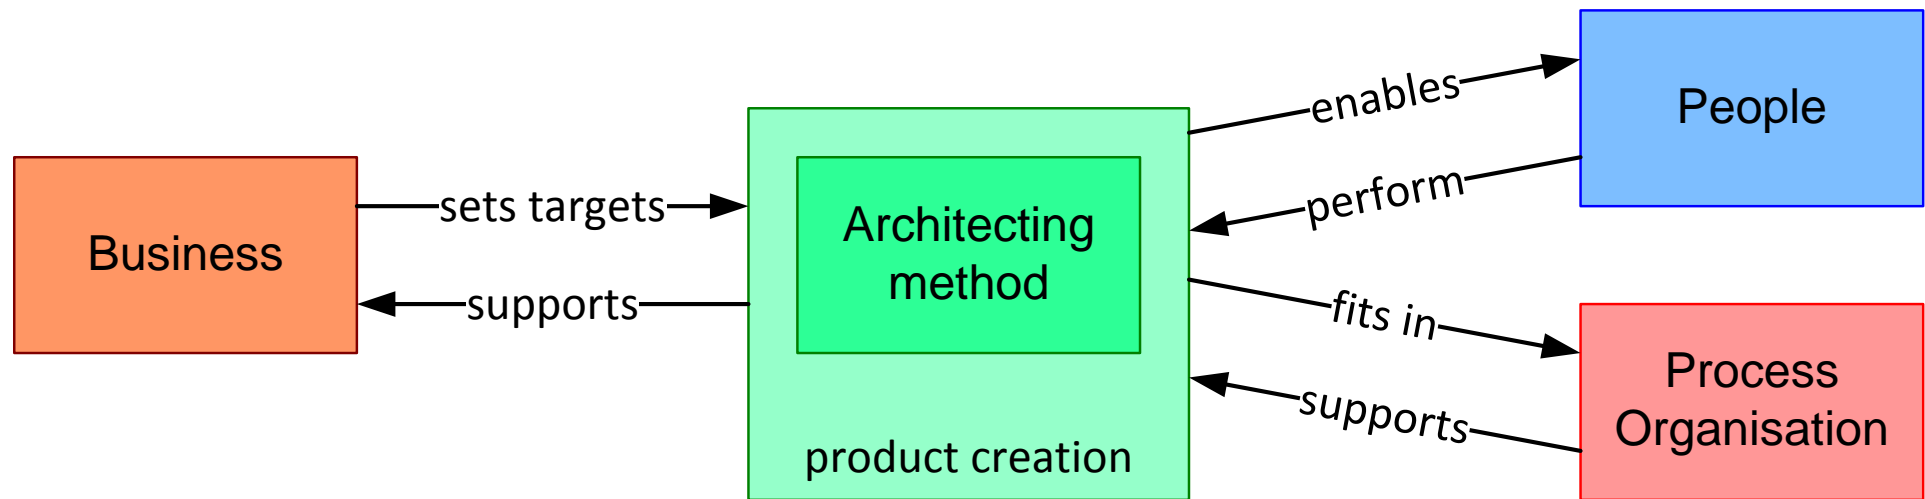 Business
sets targets
supports
Architecting
method
product creation
enables
perform
fits in
supports
People
Process
Organisation